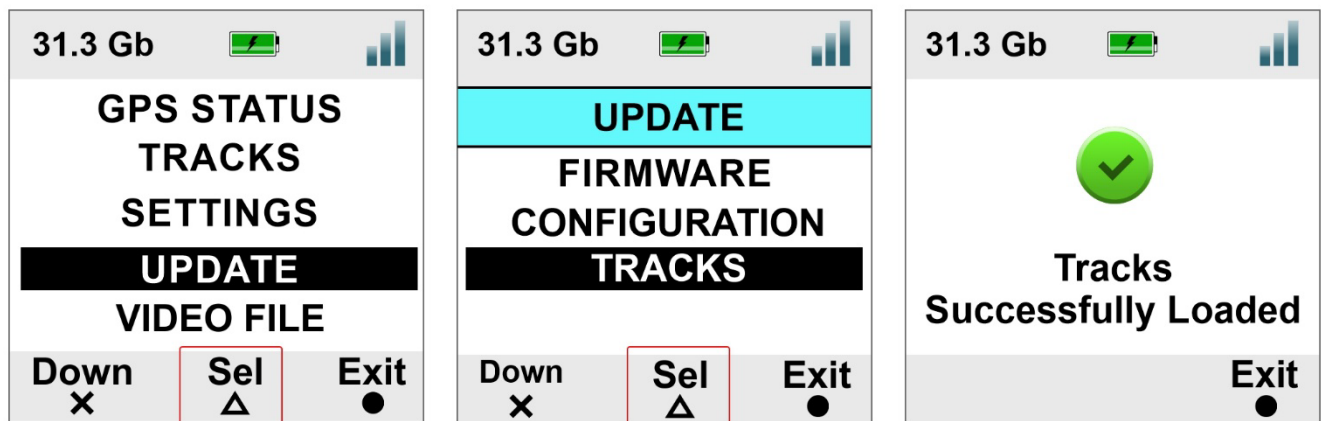 31.3 Gb
GPS STATUS
TRACKS
SETTINGS
UPDATE
VIDEO FILE
Down Sel Exit
31.3 Gb
UPDATE
FIRMWARE
CONFIGURATION
TRACKS
Down Sel Exit
31.3 Gb
Tracks
Successfully Loaded
Exit